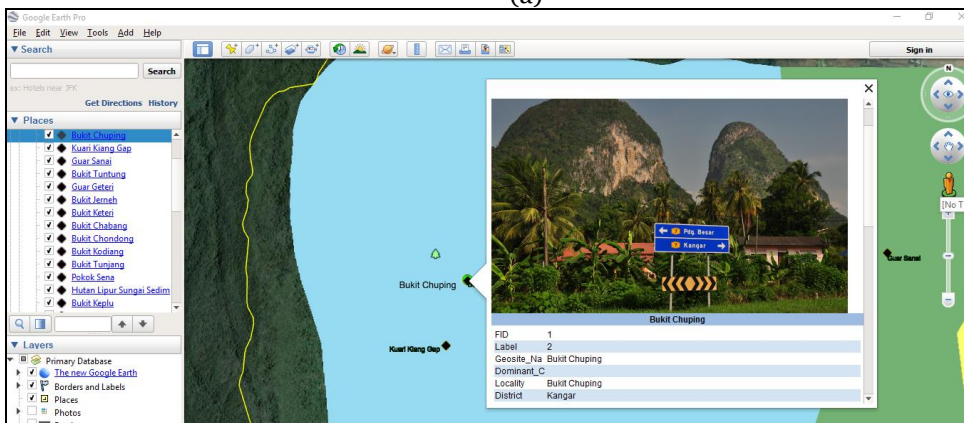 (a)
Google Earth Pro
File Edit View Tools Add Help
Search
Sign in
Search
ex: Hotels near JFK
Get Directions History
Places
Bukit Chuping
Kuari Kiang Gap
Guar Sanai
Bukit Tuntung
Guar Geteri
Bukit Jerneh
Bukit Keteri
Bukit Chabang
Bukit Chondong
Bukit Kodiang
Bukit Tunjang
Pokok Sena
Hutan Lipur Sungai Sedim
Bukit Keplu
Layers
Primary Database
The new Google Earth
Borders and Labels
Places
Photos
Bukit Chuping
Kuari Kiang Gap
Pdg. Besar
7 Kangar
Bukit Chuping
FID 1
Label 2
Geosite_Na Bukit Chuping
Dominant_C
Locality Bukit Chuping
District Kangar
N
[No T
Guar Sanai